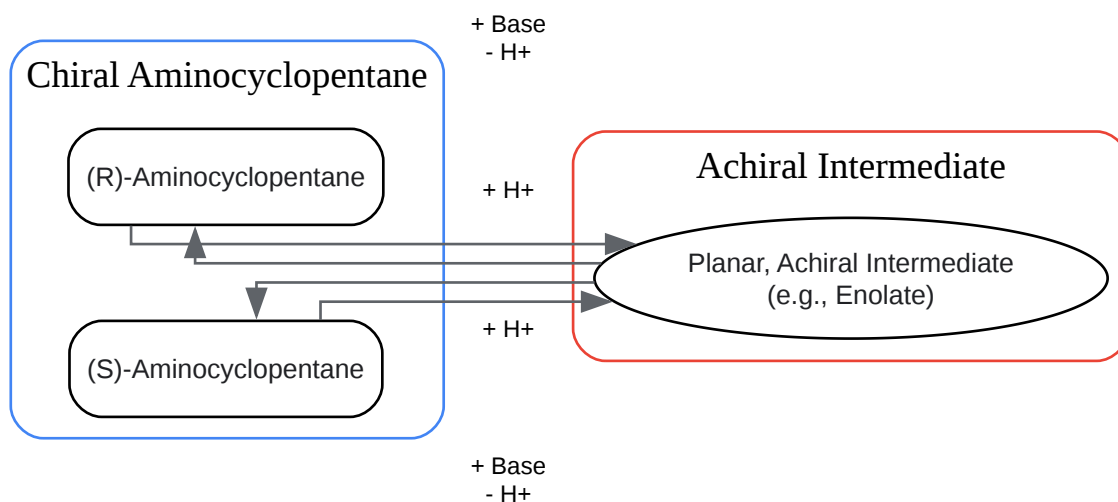 + Base
- H+
Chiral Aminocyclopentane
(R)-Aminocyclopentane
+ H+
Achiral Intermediate
Planar, Achiral Intermediate
(e.g., Enolate)
+ H+
(S)-Aminocyclopentane
+ Base
- H+